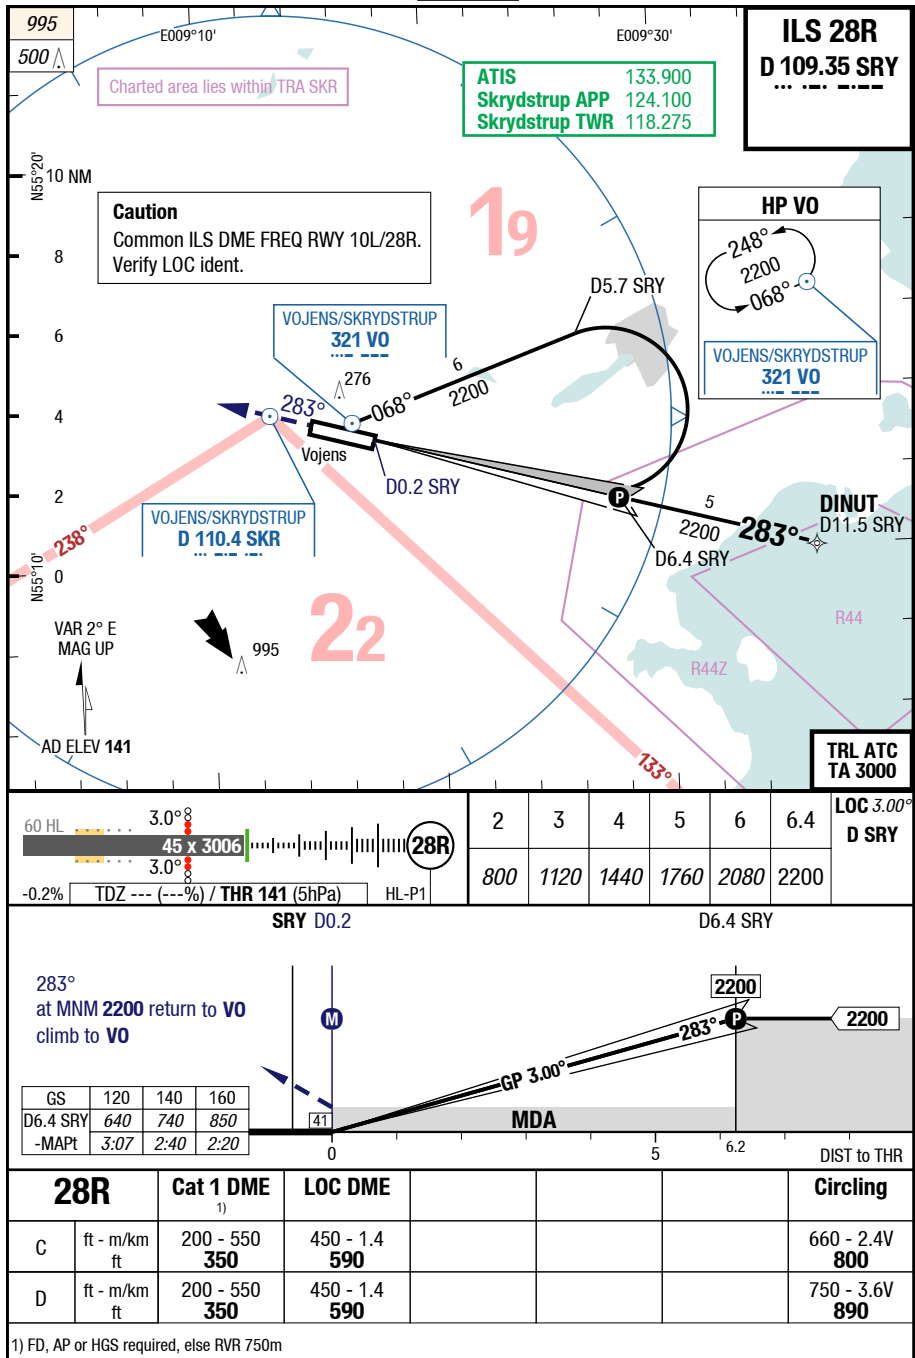 995
500
E009°10'
E009°30'
ILS 28R
D 109.35 SRY
Charted area lies within TRA SKR
ATIS 133.900
Skrydstrup APP 124.100
Skrydstrup TWR 118.275
N55°20'
10 NM
Caution
Common ILS DME FREQ RWY 10L/28R.
Verify LOC ident.
19
HP VO
248°
2200
068°
VOJENS/SKRYDSTRUP
321 VO
8
6
4
2
0
D5.7 SRY
VOJENS/SKRYDSTRUP
321 VO
6
2200
276
068°
283°
Vojens
D0.2 SRY
P
5
2200
283°
DINUT
D11.5 SRY
D6.4 SRY
VOJENS/SKRYDSTRUP
D 110.4 SKR
238°
N55°10'
22
R44
R44Z
VAR 2° E
MAG UP
995
AD ELEV 141
133°
TRL ATC
TA 3000
60 HL
3.0°
45 x 3006
3.0°
28R
-0.2%
TDZ --- (---%) / THR 141 (5hPa)
HL-P1
2 3 4 5 6 6.4 LOC 3.00°
D SRY
800 1120 1440 1760 2080 2200
SRY D0.2
D6.4 SRY
283°
at MNM 2200 return to VO
climb to VO
M
2200
P
2200
283°
GP 3.00°
GS 120 140 160
D6.4 SRY 640 740 850
-MAPt 3:07 2:40 2:20
41
MDA
0
5
6.2
DIST to THR
28R Cat 1 DME LOC DME Circling
1)
C ft - m/km 200 - 550 450 - 1.4 660 - 2.4V
ft 350 590 800
D ft - m/km 200 - 550 450 - 1.4 750 - 3.6V
ft 350 590 890
1) FD, AP or HGS required, else RVR 750m